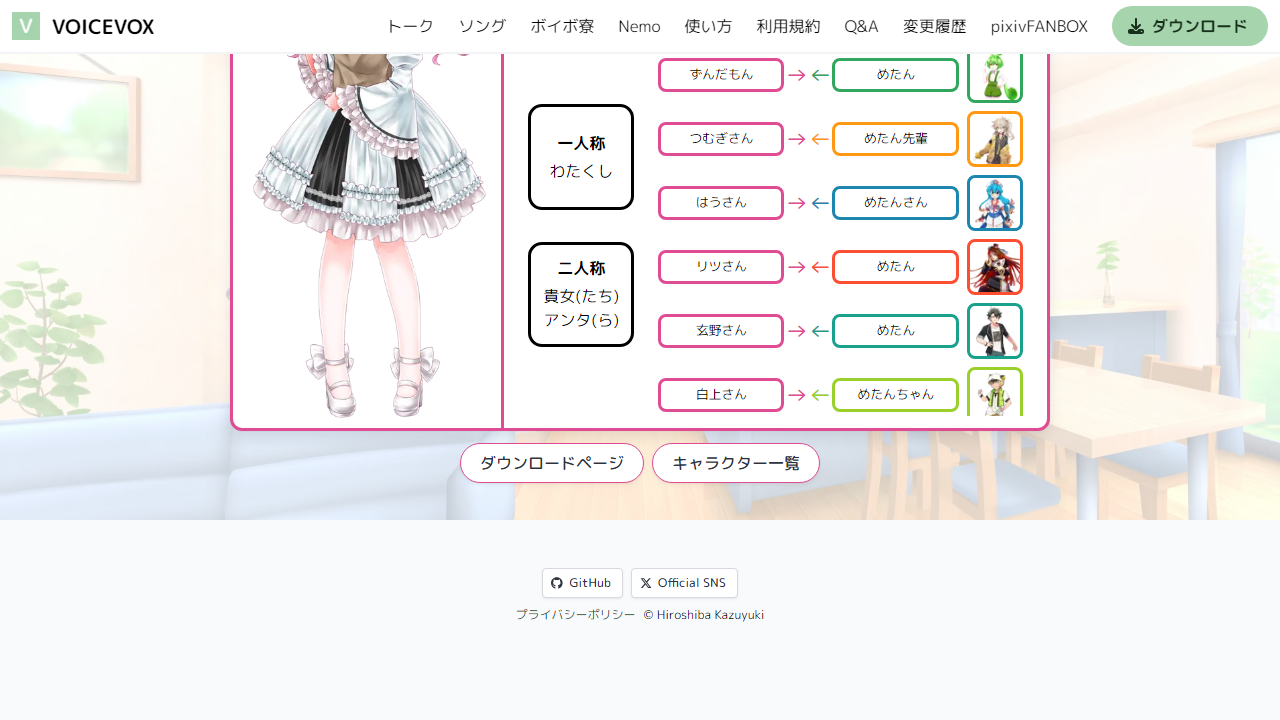 V VOICEVOX トーク ソング ボイボ寮 Nemo 使い方 利用規約 Q&A 変更履歴 pixivFANBOX ダウンロード
ずんだもん → ← めたん
つむぎさん → ← めたん先輩
一人称
わたくし
はうさん → ← めたんさん
リツさん → ← めたん
二人称
貴女(たち)
アンタ(ら)
玄野さん → ← めたん
白上さん → ← めたんちゃん
ダウンロードページ キャラクター一覧
GitHub Official SNS
プライバシーポリシー © Hiroshiba Kazuyuki